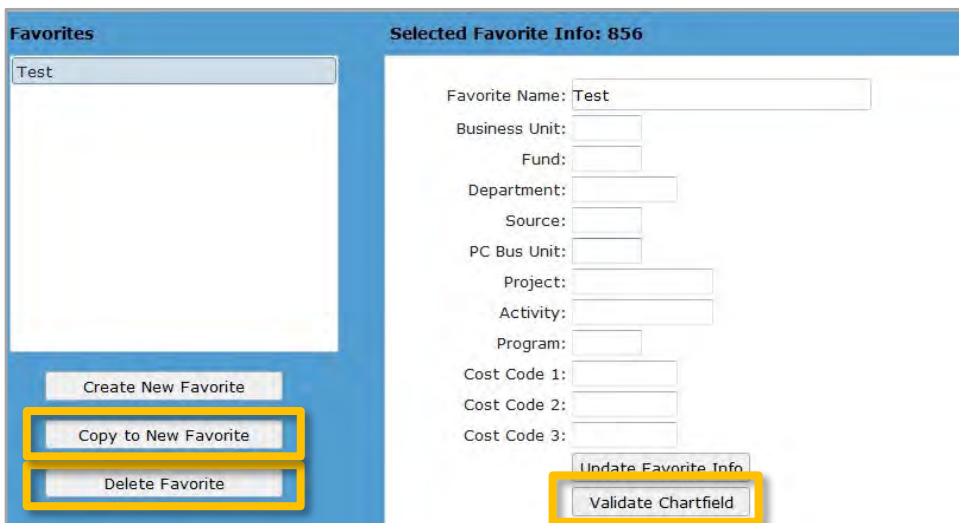 Favorites
Test
Create New Favorite
Copy to New Favorite
Delete Favorite
Selected Favorite Info: 856
Favorite Name: Test
Business Unit:
Fund:
Department:
Source:
PC Bus Unit:
Project:
Activity:
Program:
Cost Code 1:
Cost Code 2:
Cost Code 3:
Update Favorite Info
Validate Chartfield